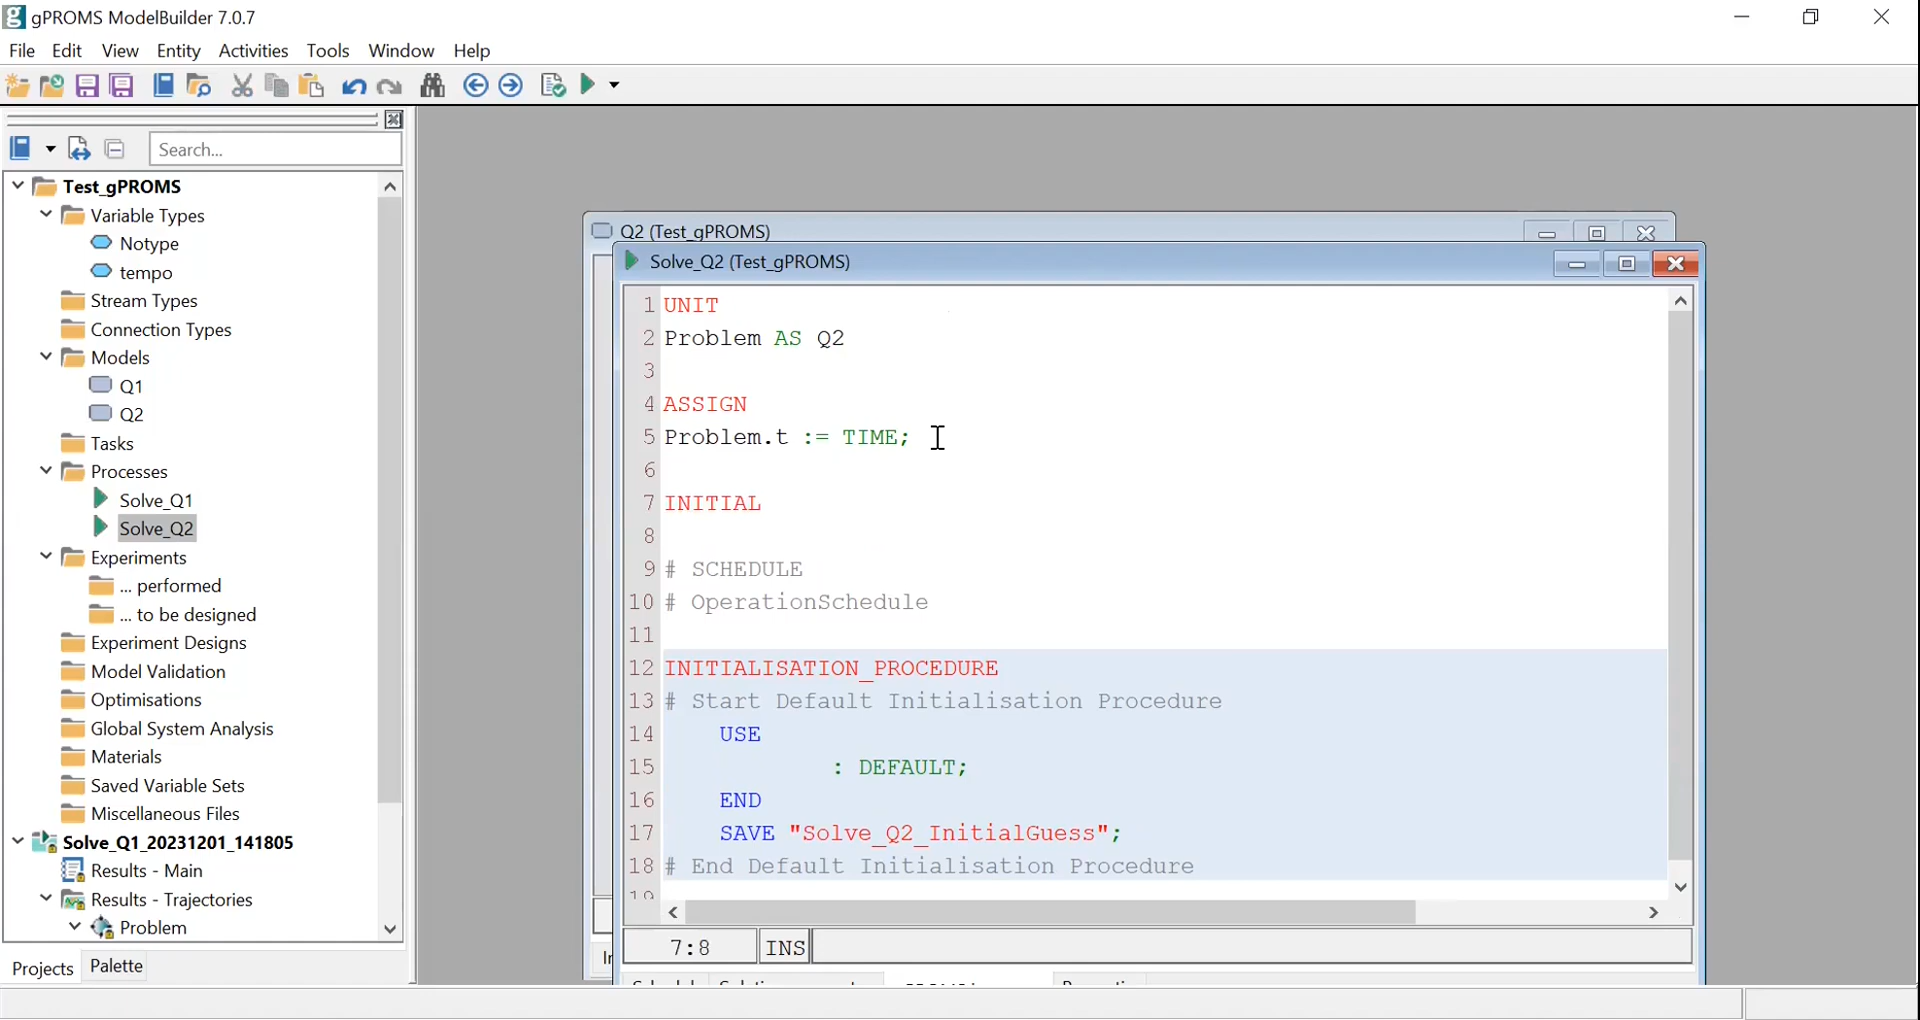 gPROMS ModelBuilder 7.0.7
File Edit View Entity Activities Tools Window Help
Search...
Test_gPROMS
Variable Types
Notype
tempo
Stream Types
Connection Types
Models
Q1
Q2
Tasks
Processes
Solve_Q1
Solve_Q2
Experiments
... performed
... to be designed
Experiment Designs
Model Validation
Optimisations
Global System Analysis
Materials
Saved Variable Sets
Miscellaneous Files
Solve_Q1_20231201_141805
Results - Main
Results - Trajectories
Problem
Projects Palette
Q2 (Test_gPROMS)
Solve_Q2 (Test_gPROMS)
1 UNIT
2 Problem AS Q2
3
4 ASSIGN
5 Problem.t := TIME;
6
7 INITIAL
8
9 # SCHEDULE
10 # OperationSchedule
11
12 INITIALISATION_PROCEDURE
13 # Start Default Initialisation Procedure
14 USE
15 : DEFAULT;
16 END
17 SAVE "Solve_Q2_InitialGuess";
18 # End Default Initialisation Procedure
19
7:8 INS